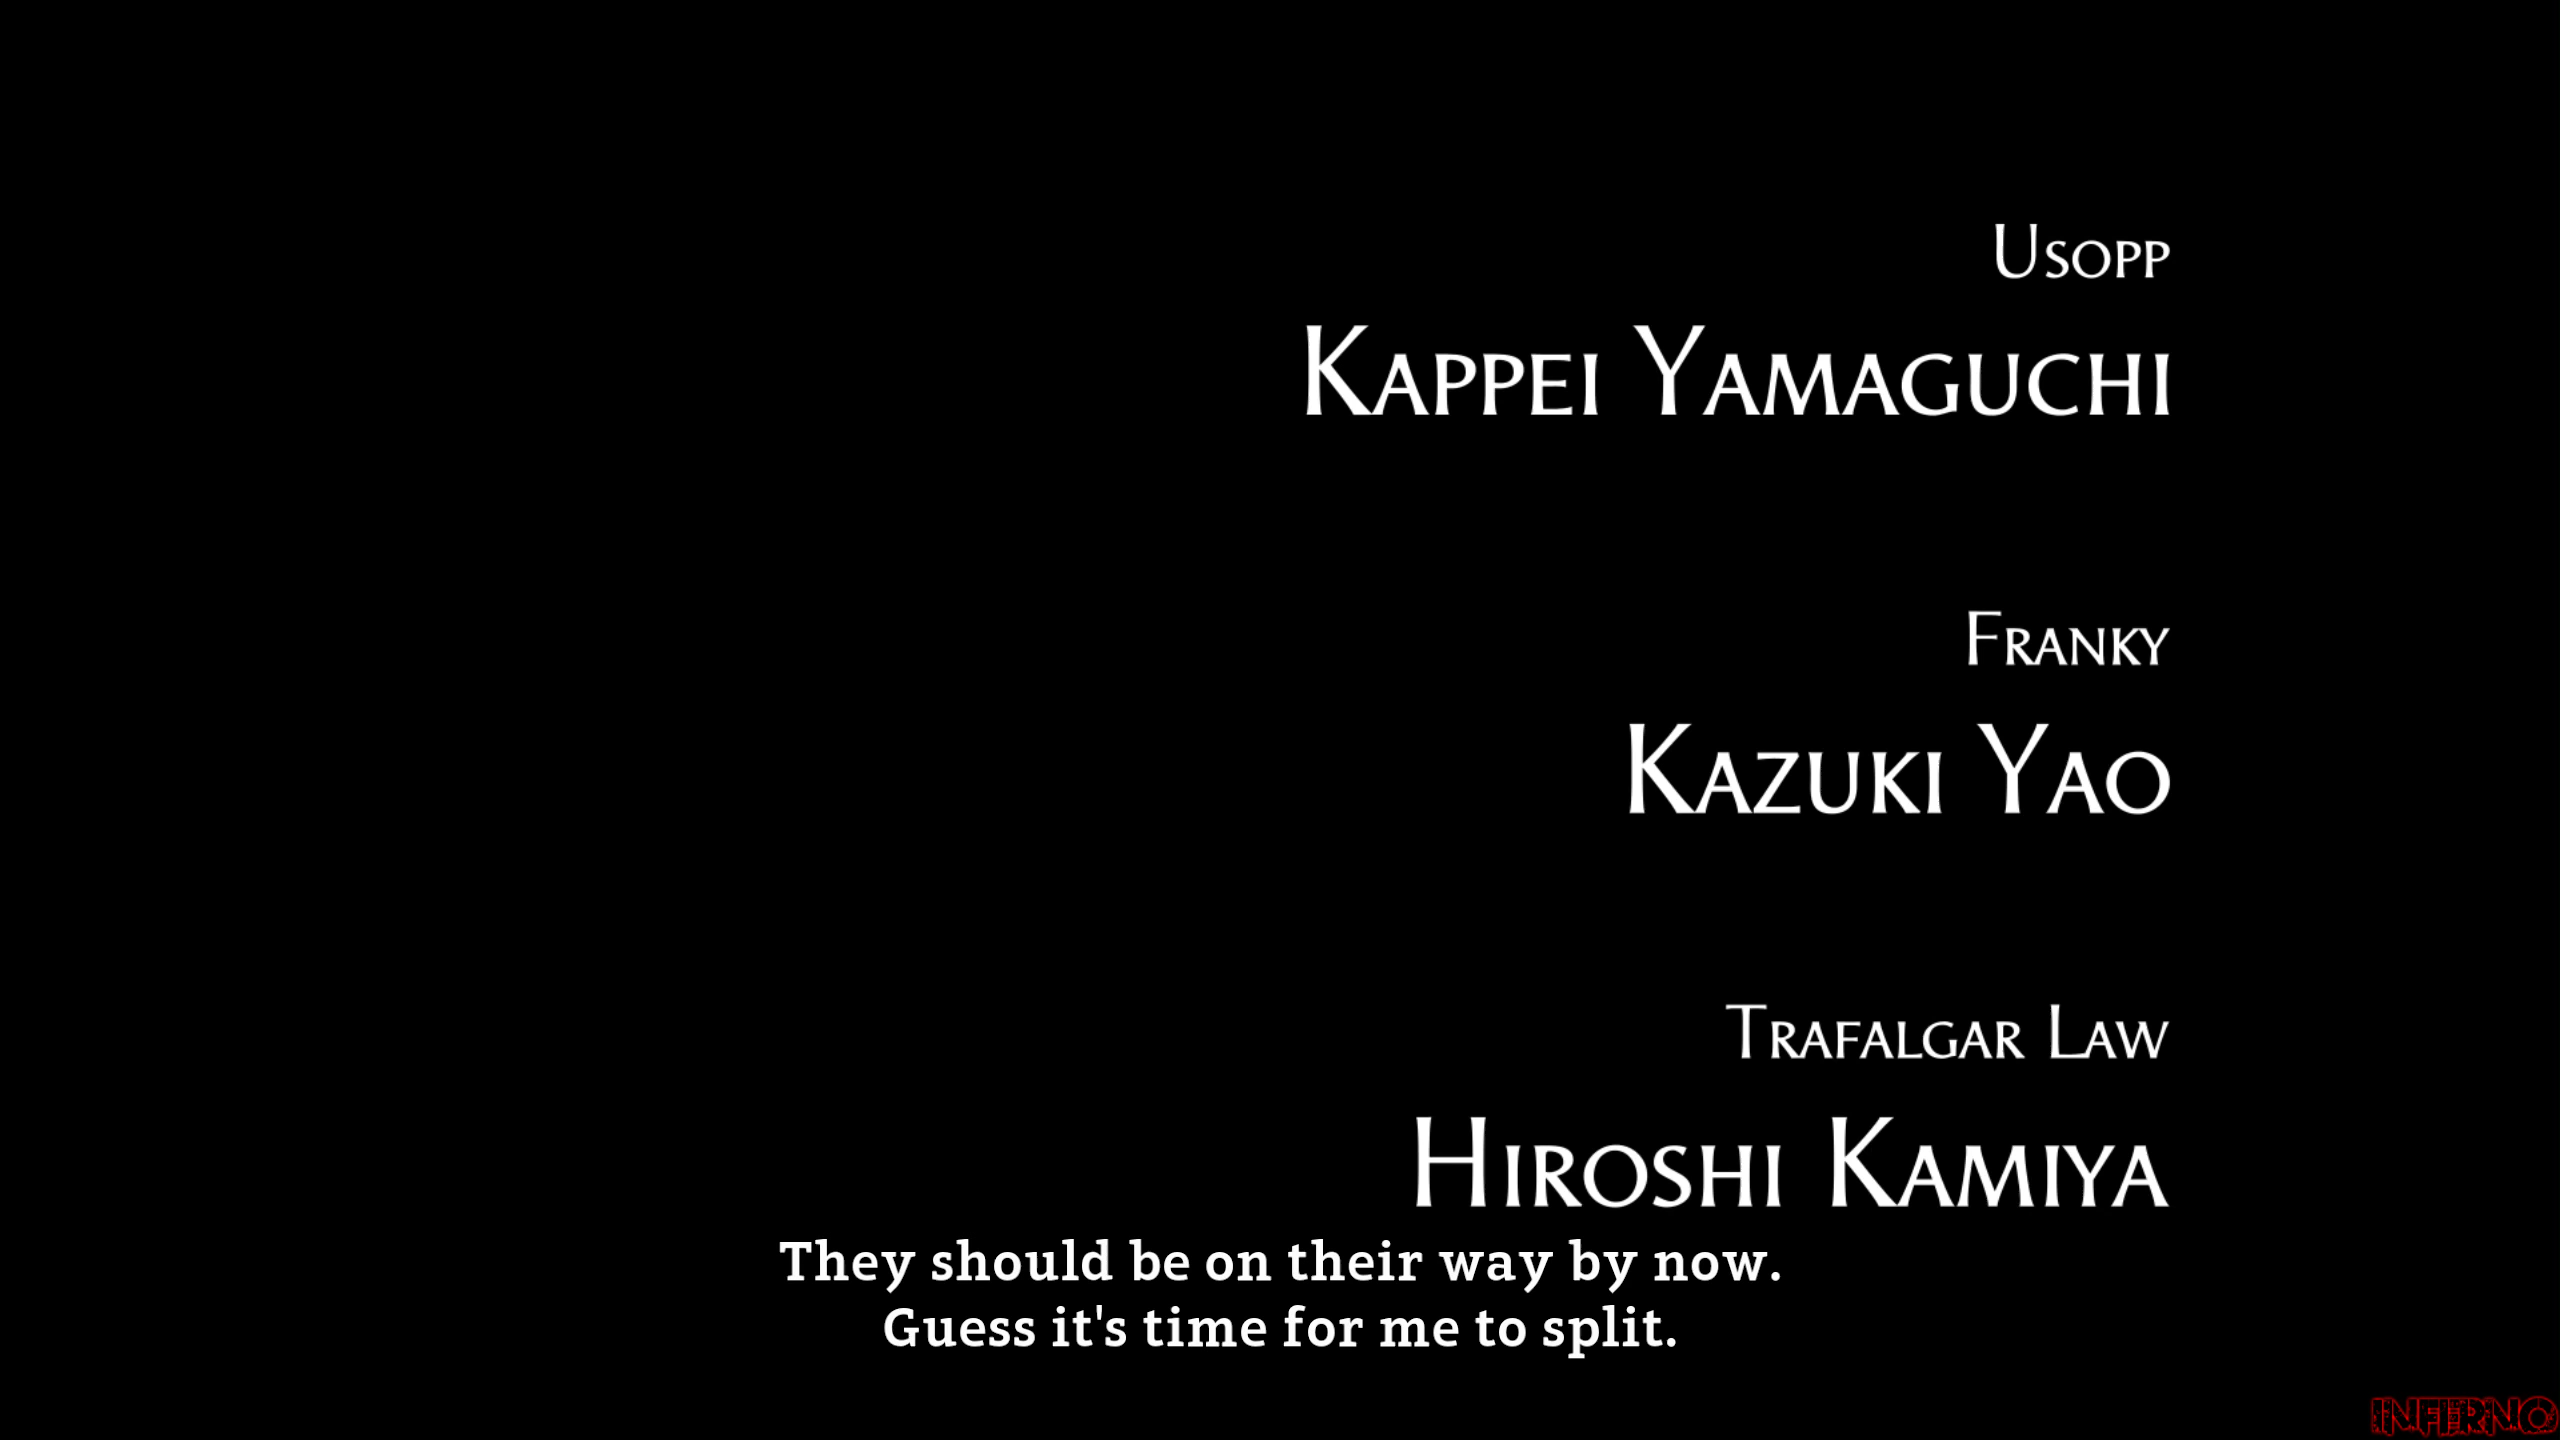 Usopp
Kappei Yamaguchi
Franky
Kazuki Yao
Trafalgar Law
Hiroshi Kamiya
They should be on their way by now.
Guess it's time for me to split.
INFERNO